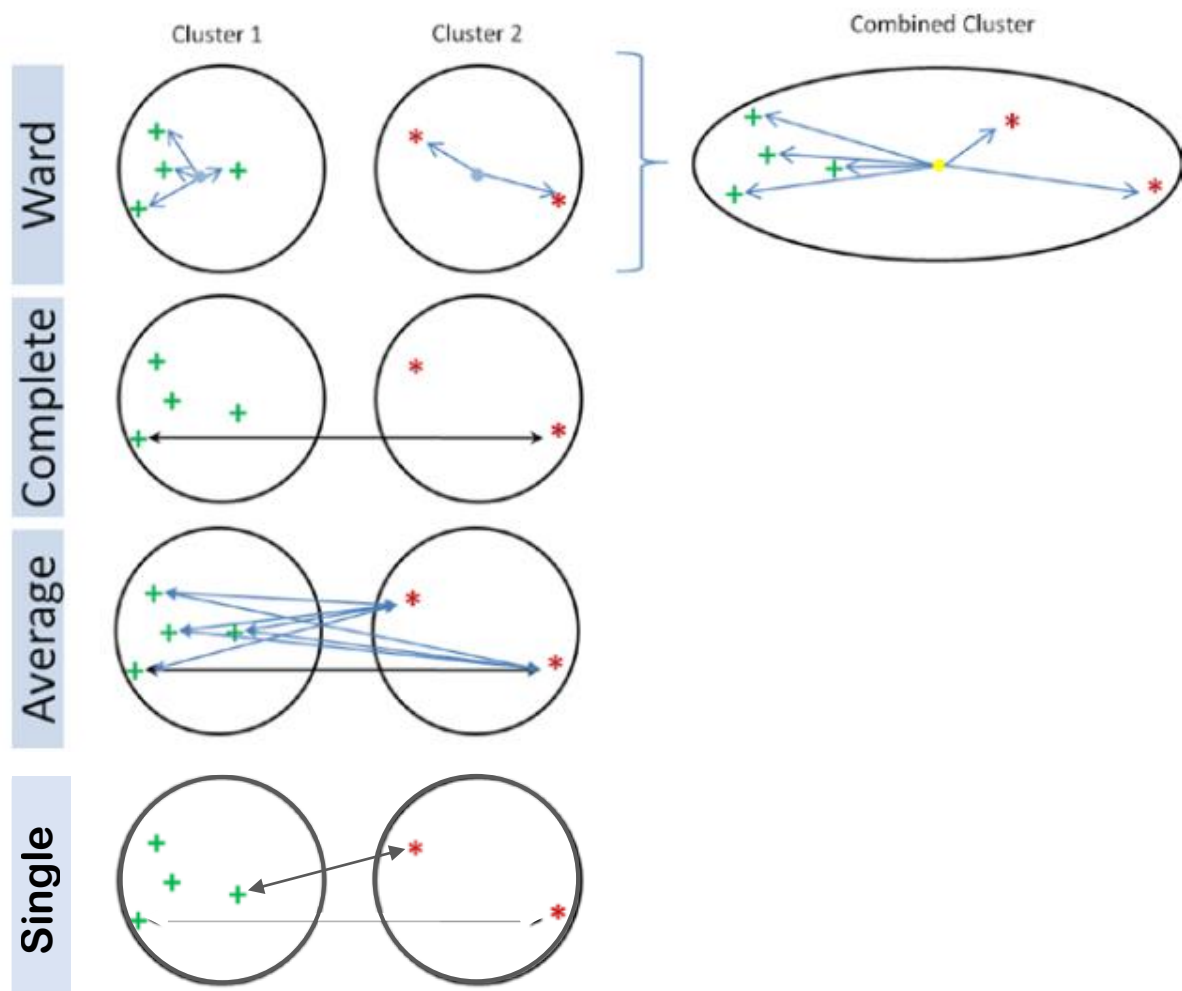 Cluster 1
Cluster 2
Combined Cluster
Ward
Complete
Average
Single